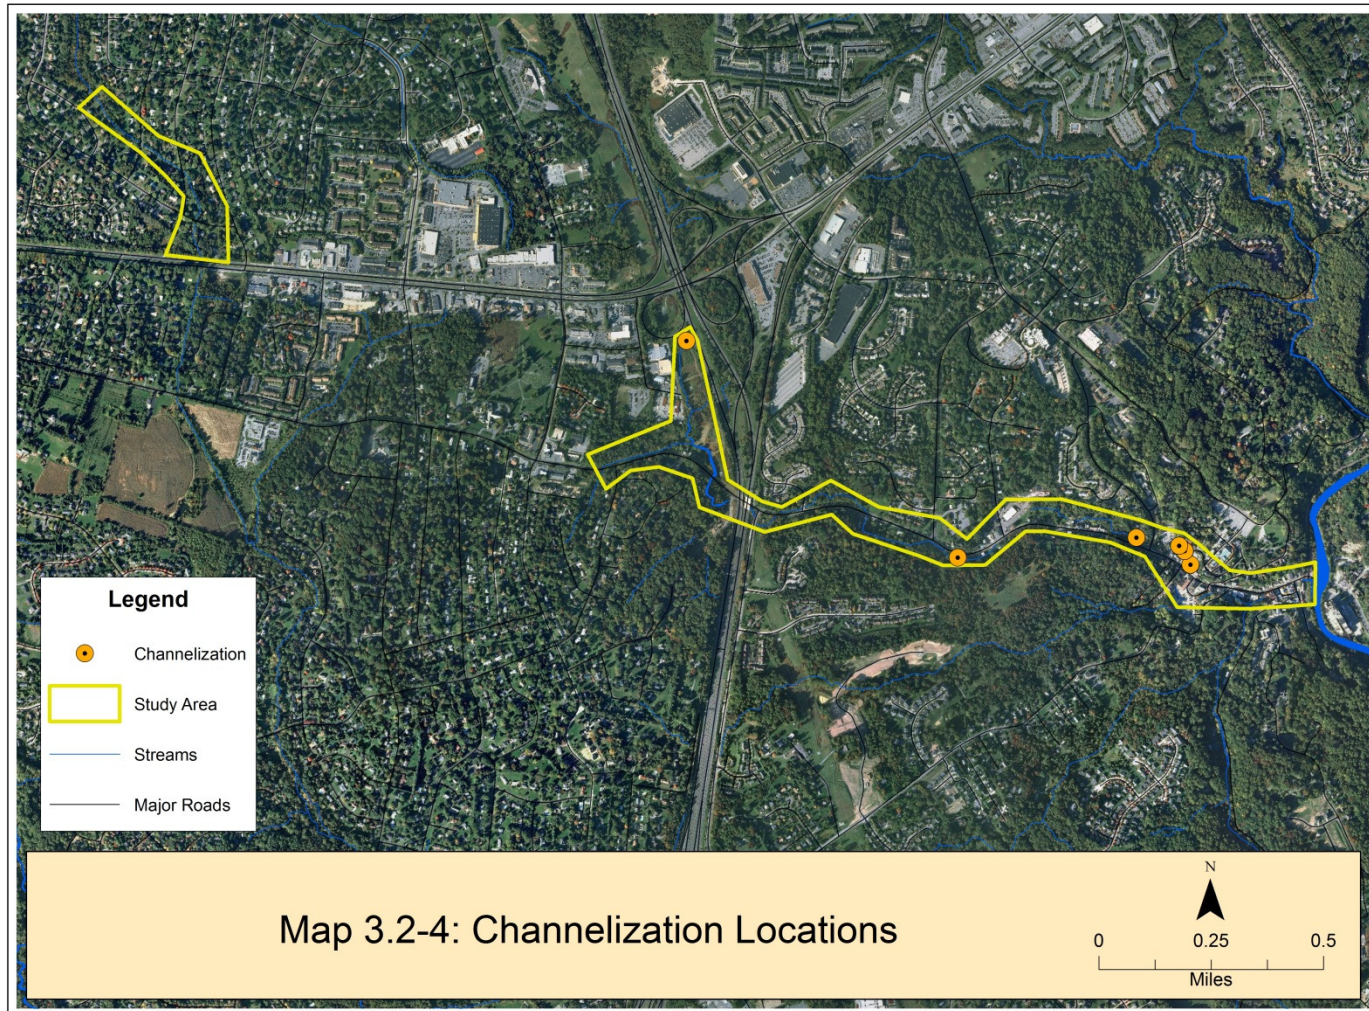 Legend
Channelization
Study Area
Streams
Major Roads
Map 3.2-4: Channelization Locations
N
0 0.25 0.5
Miles